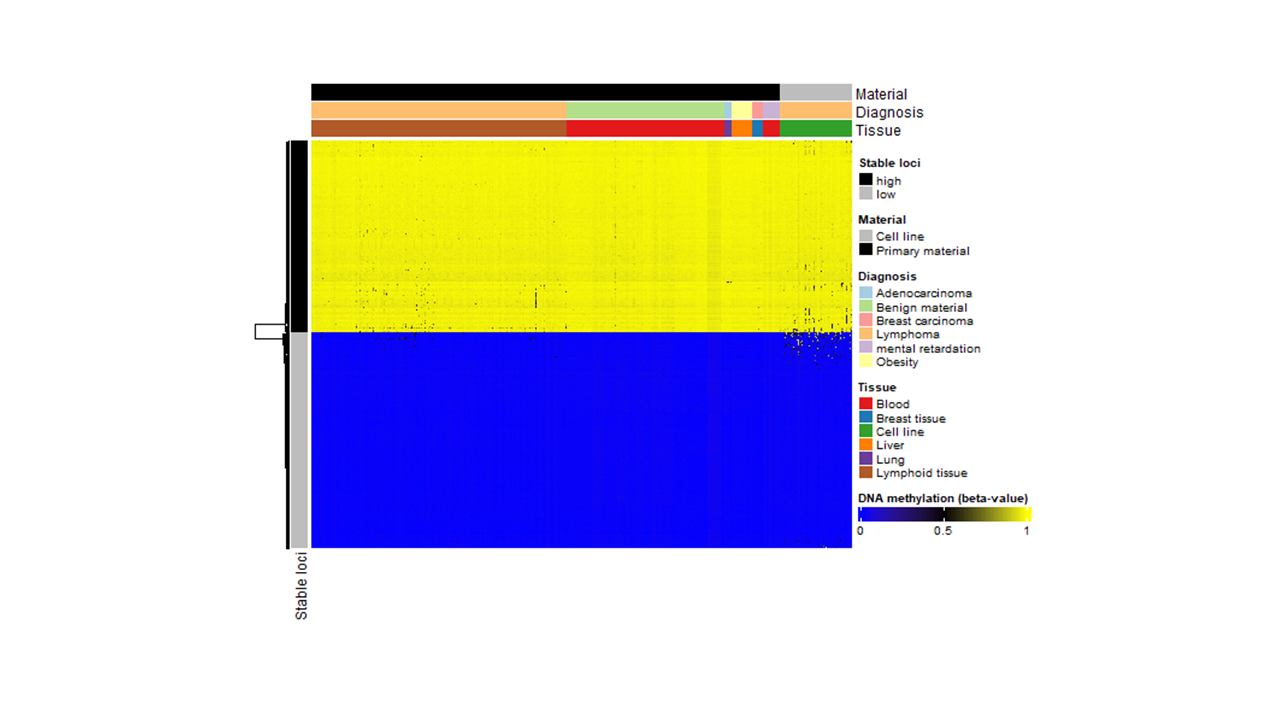 Material
Diagnosis
Tissue
Stable loci
high
low
Material
Cell line
Primary material
Diagnosis
Adenocarcinoma
Benign material
Breast carcinoma
Lymphoma
mental retardation
Obesity
Tissue
Blood
Breast tissue
Cell line
Liver
Lung
Lymphoid tissue
DNA methylation (beta-value)
0 0.5 1
Stable loci